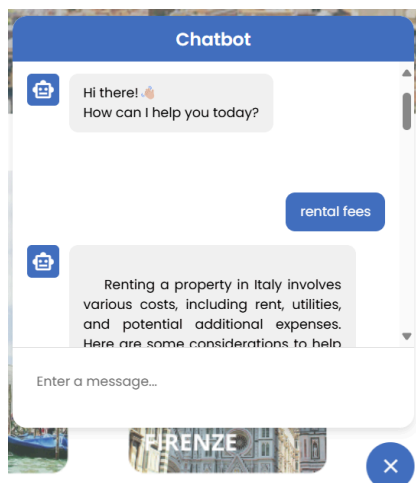 Chatbot
Hi there! 👋🏼
How can I help you today?
rental fees
Renting a property in Italy involves
various costs, including rent, utilities,
and potential additional expenses.
Here are some considerations to help
Enter a message...
FIRENZE